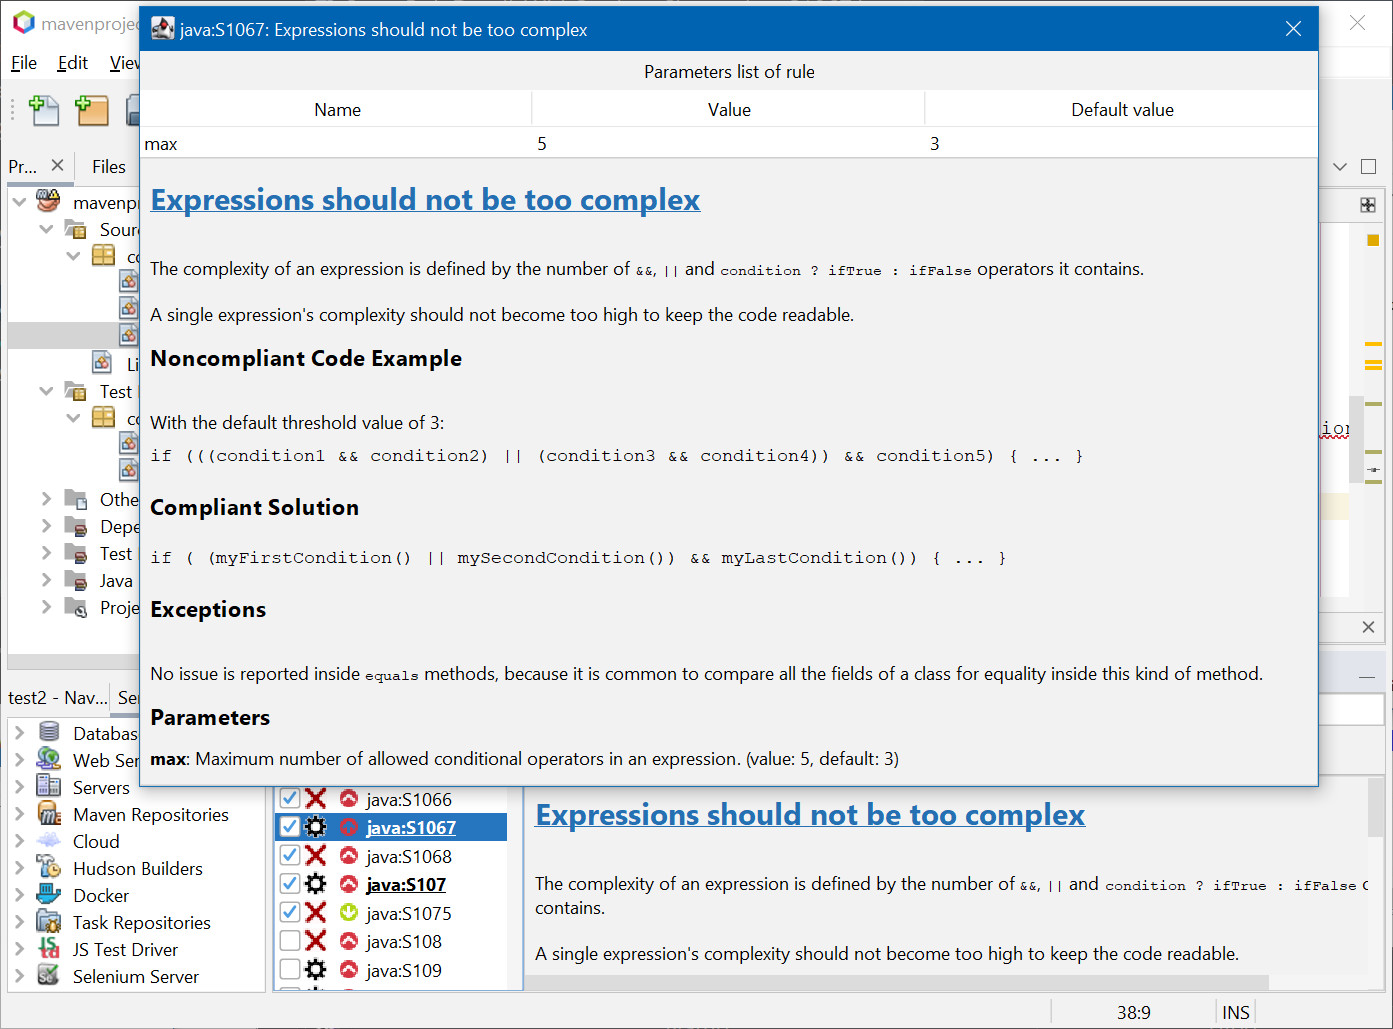 mavenprojec
java:S1067: Expressions should not be too complex
File Edit View
Parameters list of rule
Name Value Default value
max 5 3
Pr... Files
mavenpr
Sour
co
Li
Test
co
Othe
Depe
Test
Java
Proje
Expressions should not be too complex
The complexity of an expression is defined by the number of &&, || and condition ? ifTrue : ifFalse operators it contains.
A single expression's complexity should not become too high to keep the code readable.
Noncompliant Code Example
With the default threshold value of 3:
if (((condition1 && condition2) || (condition3 && condition4)) && condition5) { ... }
Compliant Solution
if ( (myFirstCondition() || mySecondCondition()) && myLastCondition()) { ... }
Exceptions
No issue is reported inside equals methods, because it is common to compare all the fields of a class for equality inside this kind of method.
Parameters
max: Maximum number of allowed conditional operators in an expression. (value: 5, default: 3)
ion
test2 - Nav... Se
Databas
Web Ser
Servers
Maven Repositories
Cloud
Hudson Builders
Docker
Task Repositories
JS Test Driver
Selenium Server
java:S1066
java:S1067
java:S1068
java:S107
java:S1075
java:S108
java:S109
Expressions should not be too complex
The complexity of an expression is defined by the number of &&, || and condition ? ifTrue : ifFalse
contains.
A single expression's complexity should not become too high to keep the code readable.
38:9 INS